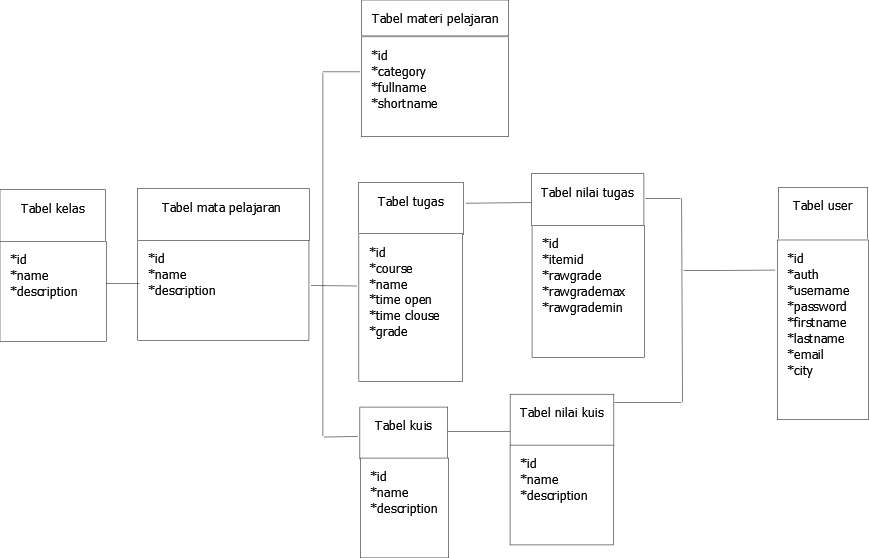 Tabel materi pelajaran
*id
*category
*fullname
*shortname
Tabel kelas
*id
*name
*description
Tabel mata pelajaran
*id
*name
*description
Tabel tugas
*id
*course
*name
*time open
*time clouse
*grade
Tabel nilai tugas
*id
*itemid
*rawgrade
*rawgrademax
*rawgrademin
Tabel user
*id
*auth
*username
*password
*firstname
*lastname
*email
*city
Tabel kuis
*id
*name
*description
Tabel nilai kuis
*id
*name
*description